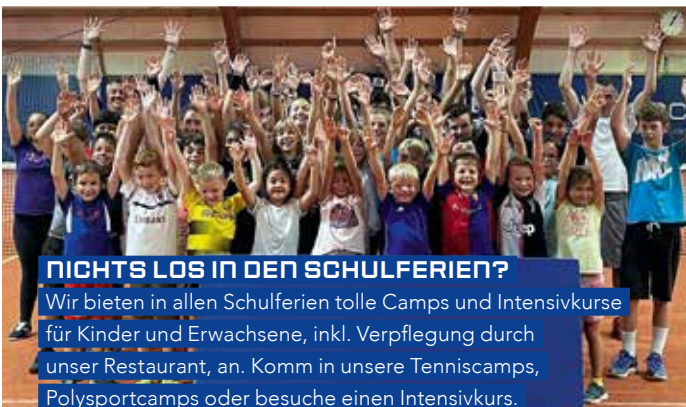 NICHTS LOS IN DEN SCHULFERIEN?
Wir bieten in allen Schulferien tolle Camps und Intensivkurse
für Kinder und Erwachsene, inkl. Verpflegung durch
unser Restaurant, an. Komm in unsere Tenniscamps,
Polysportcamps oder besuche einen Intensivkurs.